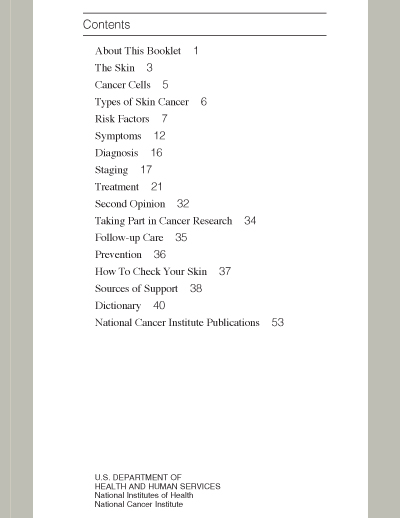 Contents
About This Booklet 1
The Skin 3
Cancer Cells 5
Types of Skin Cancer 6
Risk Factors 7
Symptoms 12
Diagnosis 16
Staging 17
Treatment 21
Second Opinion 32
Taking Part in Cancer Research 34
Follow-up Care 35
Prevention 36
How To Check Your Skin 37
Sources of Support 38
Dictionary 40
National Cancer Institute Publications 53
U.S. DEPARTMENT OF
HEALTH AND HUMAN SERVICES
National Institutes of Health
National Cancer Institute